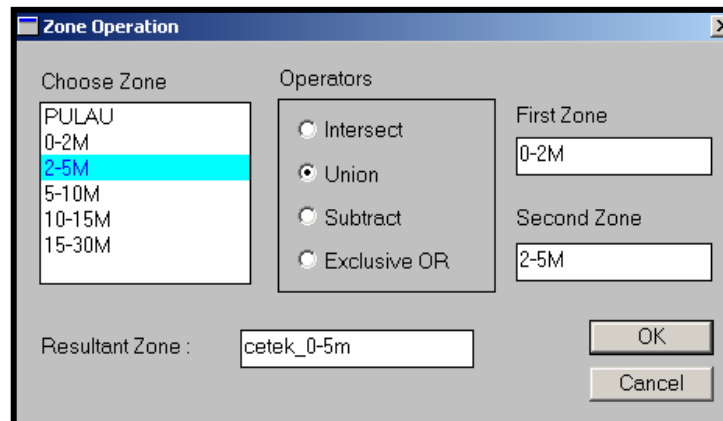 Zone Operation
Choose Zone
PULAU
0-2M
2-5M
5-10M
10-15M
15-30M
Operators
Intersect
Union
Subtract
Exclusive OR
First Zone
0-2M
Second Zone
2-5M
Resultant Zone :
cetek_0-5m
OK
Cancel